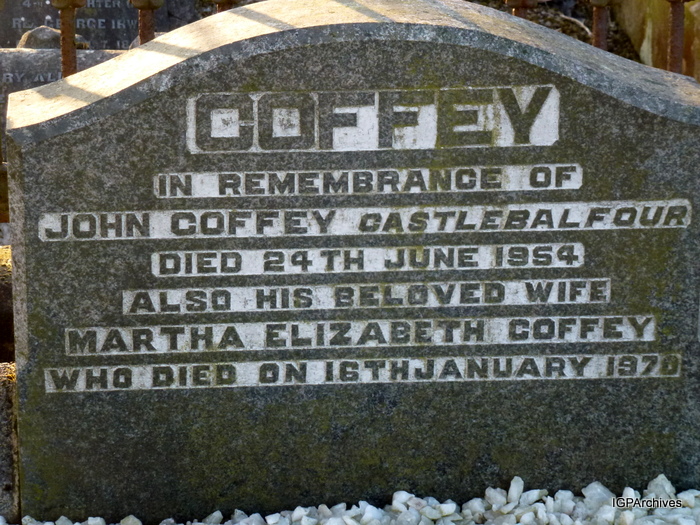 COFFEY
IN REMEMBRANCE OF
JOHN COFFEY CASTLEBALFOUR
DIED 24TH JUNE 1954
ALSO HIS BELOVED WIFE
MARTHA ELIZABETH COFFEY
WHO DIED ON 16TH JANUARY 1970
IGPArchives